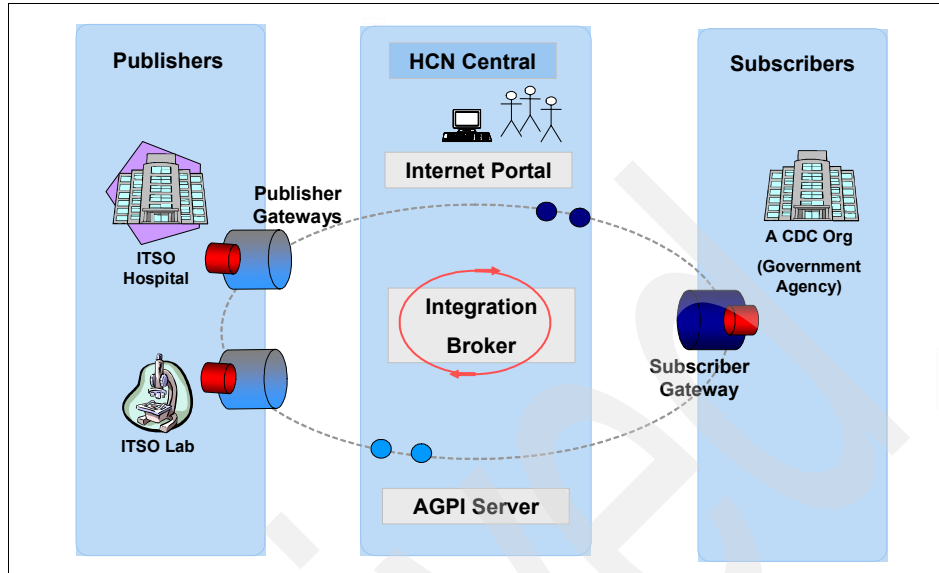 Publishers
HCN Central
Subscribers
Internet Portal
Publisher
Gateways
ITSO
Hospital
A CDC Org
(Government
Agency)
Integration
Broker
Subscriber
Gateway
ITSO Lab
AGPI Server